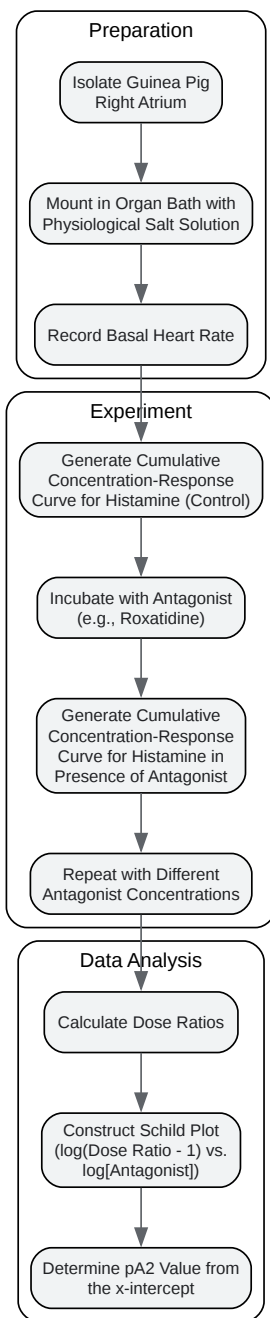 Preparation
Isolate Guinea Pig
Right Atrium
Mount in Organ Bath with
Physiological Salt Solution
Record Basal Heart Rate
Experiment
Generate Cumulative
Concentration-Response
Curve for Histamine (Control)
Incubate with Antagonist
(e.g., Roxatidine)
Generate Cumulative
Concentration-Response
Curve for Histamine in
Presence of Antagonist
Repeat with Different
Antagonist Concentrations
Data Analysis
Calculate Dose Ratios
Construct Schild Plot
(log(Dose Ratio - 1) vs.
log[Antagonist])
Determine pA2 Value from
the x-intercept